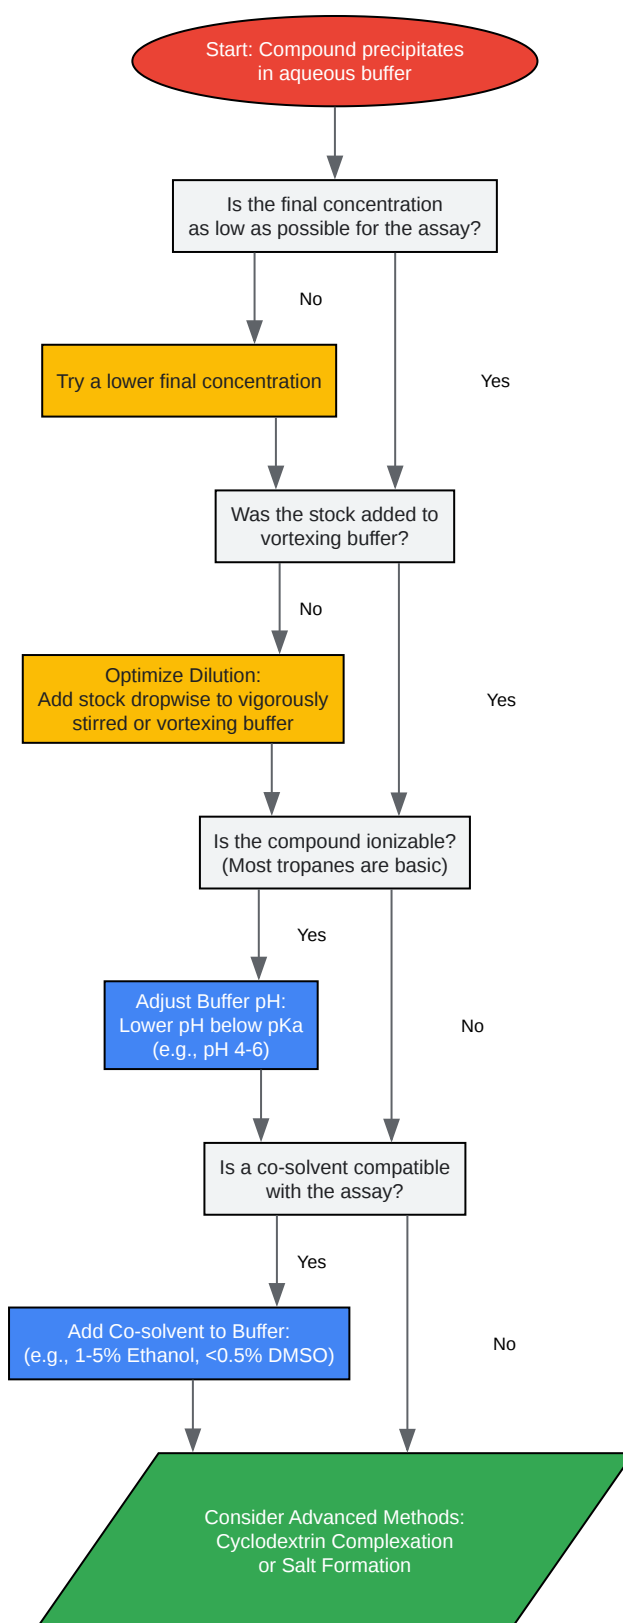 Start: Compound precipitates
in aqueous buffer
Is the final concentration
as low as possible for the assay?
No
Try a lower final concentration
Yes
Was the stock added to
vortexing buffer?
No
Optimize Dilution:
Add stock dropwise to vigorously
stirred or vortexing buffer
Yes
Is the compound ionizable?
(Most tropanes are basic)
Yes
Adjust Buffer pH:
Lower pH below pKa
(e.g., pH 4-6)
No
Is a co-solvent compatible
with the assay?
Yes
Add Co-solvent to Buffer:
(e.g., 1-5% Ethanol, <0.5% DMSO)
No
Consider Advanced Methods:
Cyclodextrin Complexation
or Salt Formation